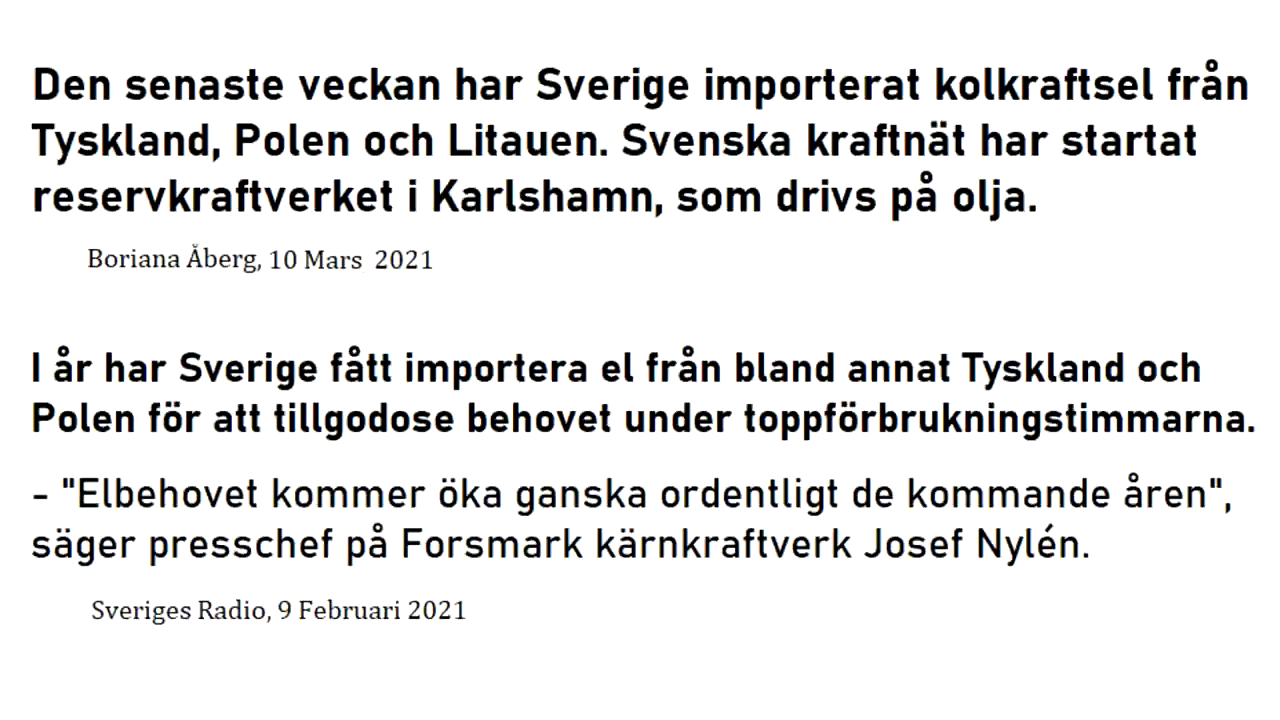 Den senaste veckan har Sverige importerat kolkraftsel från
Tyskland, Polen och Litauen. Svenska kraftnät har startat
reservkraftverket i Karlshamn, som drivs på olja.
Boriana Åberg, 10 Mars 2021
I år har Sverige fått importera el från bland annat Tyskland och
Polen för att tillgodose behovet under toppförbrukningstimmarna.
- "Elbehovet kommer öka ganska ordentligt de kommande åren",
säger presschef på Forsmark kärnkraftverk Josef Nylén.
Sveriges Radio, 9 Februari 2021